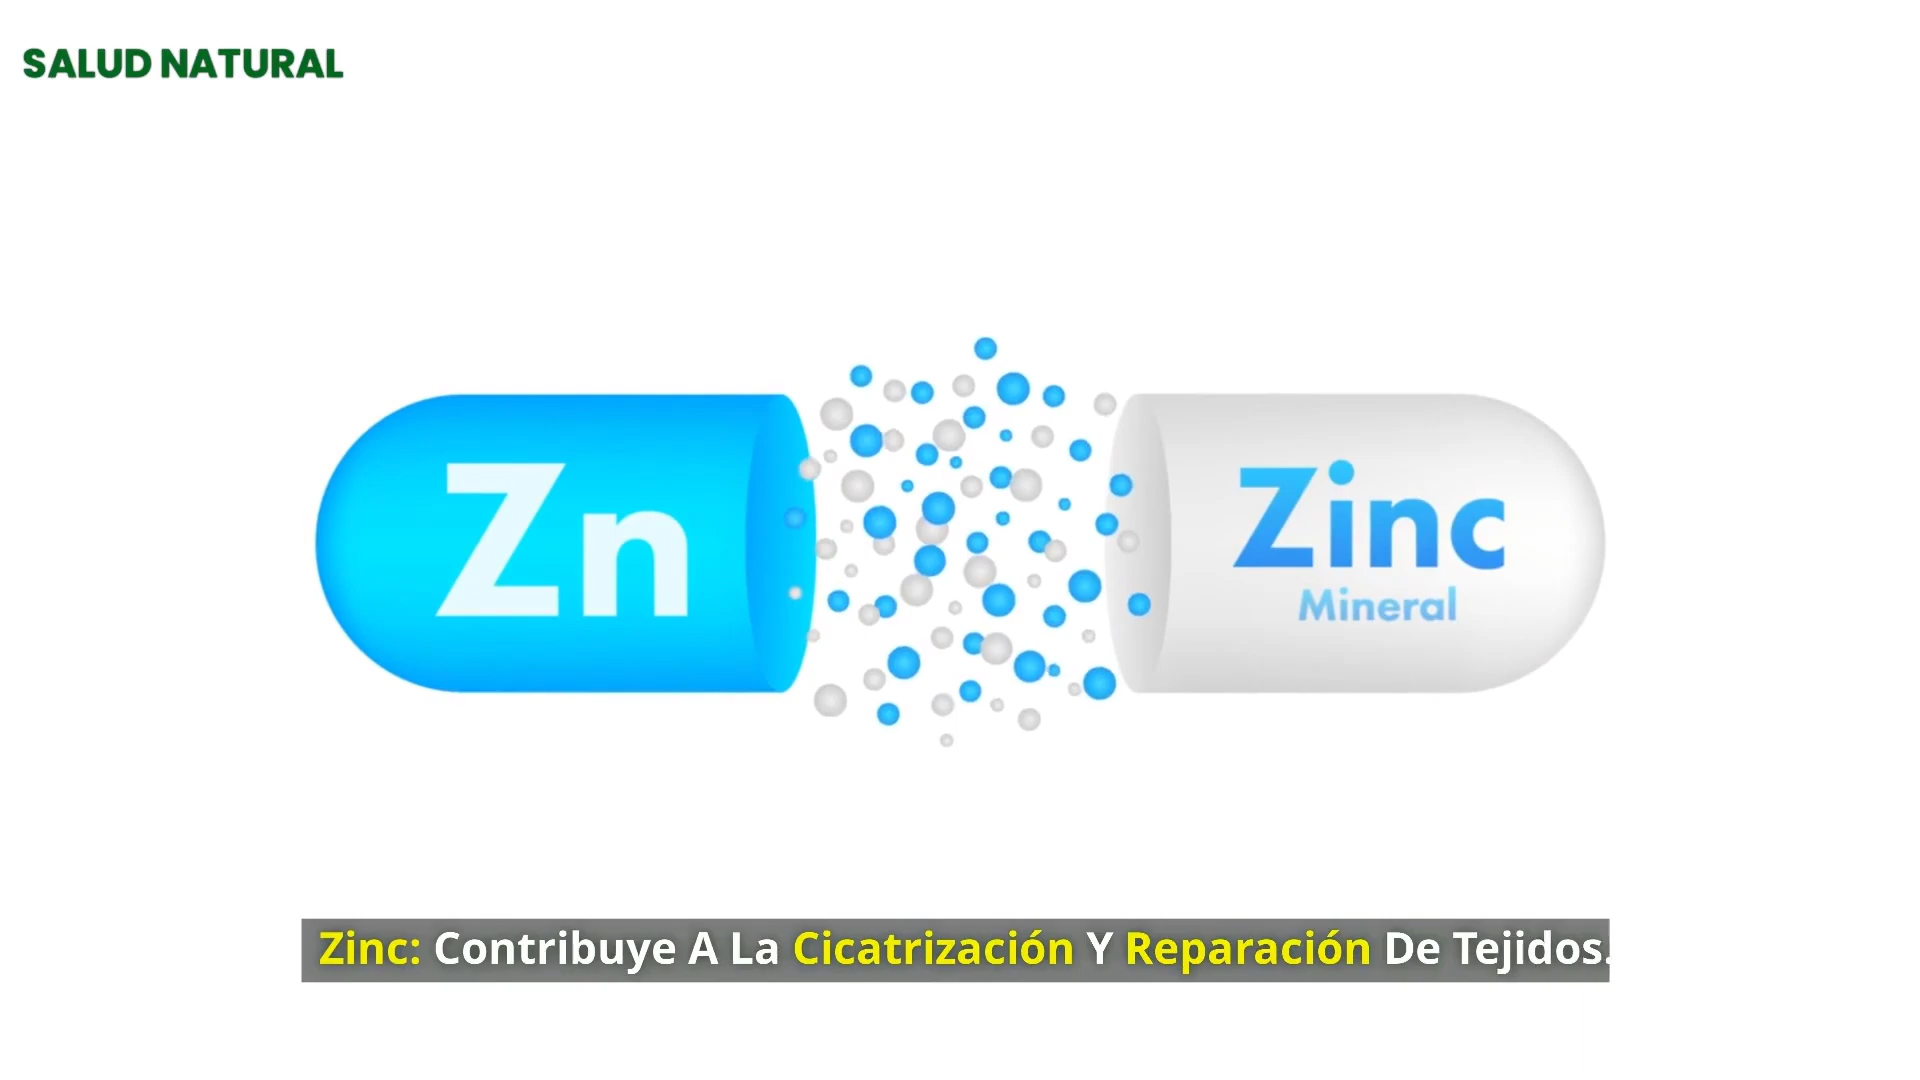 SALUD NATURAL
Zn
Zinc
Mineral
Zinc: Contribuye A La Cicatrización Y Reparación De Tejidos.